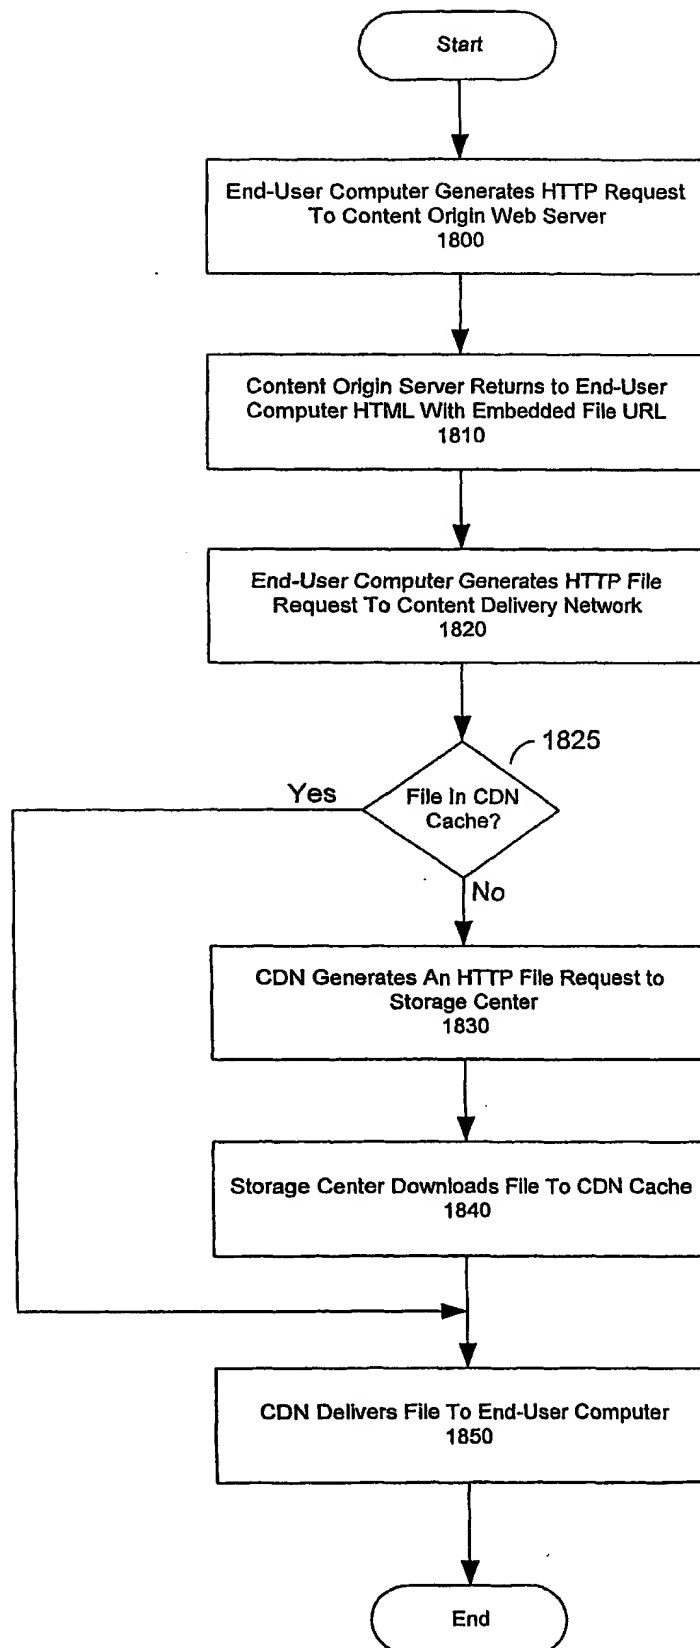 Start
End-User Computer Generates HTTP Request
To Content Origin Web Server
1800
Content Origin Server Returns to End-User
Computer HTML With Embedded File URL
1810
End-User Computer Generates HTTP File
Request To Content Delivery Network
1820
1825
Yes
File In CDN
Cache?
No
CDN Generates An HTTP File Request to
Storage Center
1830
Storage Center Downloads File To CDN Cache
1840
CDN Delivers File To End-User Computer
1850
End